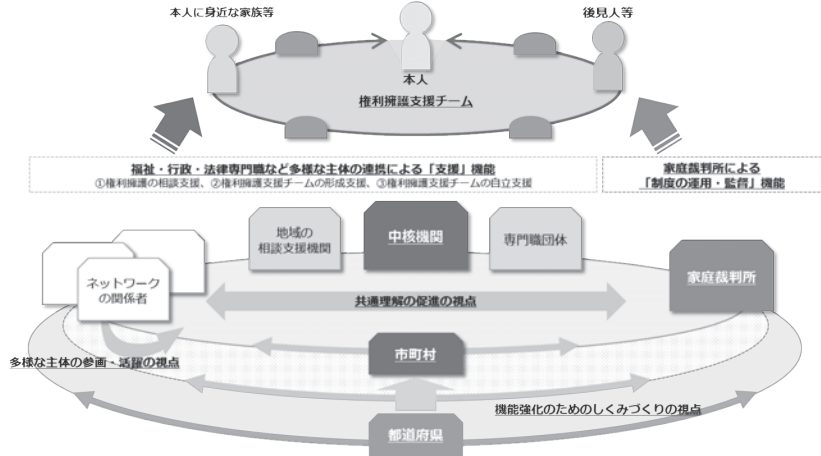 本人に身近な家族等
後見人等
本人
権利擁護支援チーム
福祉・行政・法律専門職など多様な主体の連携による「支援」機能
①権利擁護の相談支援、②権利擁護支援チームの形成支援、③権利擁護支援チームの自立支援
家庭裁判所による
「制度の運用・監督」機能
地域の
相談支援機関
中核機関
専門職団体
ネットワーク
の関係者
家庭裁判所
共通理解の促進の視点
市町村
多様な主体の参画・活躍の視点
機能強化のためのしくみづくりの視点
都道府県